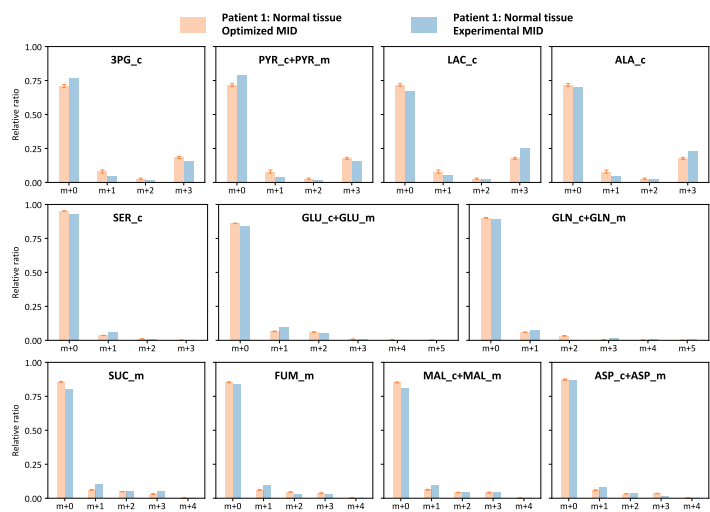 Patient 1: Normal tissue
Optimized MID
Patient 1: Normal tissue
Experimental MID
3PG_c
PYR_c+PYR_m
LAC_c
ALA_c
Relative ratio
1.00
0.75
0.50
0.25
0.00
m+0 m+1 m+2 m+3
m+0 m+1 m+2 m+3
m+0 m+1 m+2 m+3
m+0 m+1 m+2 m+3
SER_c
GLU_c+GLU_m
GLN_c+GLN_m
Relative ratio
1.00
0.75
0.50
0.25
0.00
m+0 m+1 m+2 m+3
m+0 m+1 m+2 m+3 m+4 m+5
m+0 m+1 m+2 m+3 m+4 m+5
SUC_m
FUM_m
MAL_c+MAL_m
ASP_c+ASP_m
Relative ratio
1.00
0.75
0.50
0.25
0.00
m+0 m+1 m+2 m+3 m+4
m+0 m+1 m+2 m+3 m+4
m+0 m+1 m+2 m+3 m+4
m+0 m+1 m+2 m+3 m+4